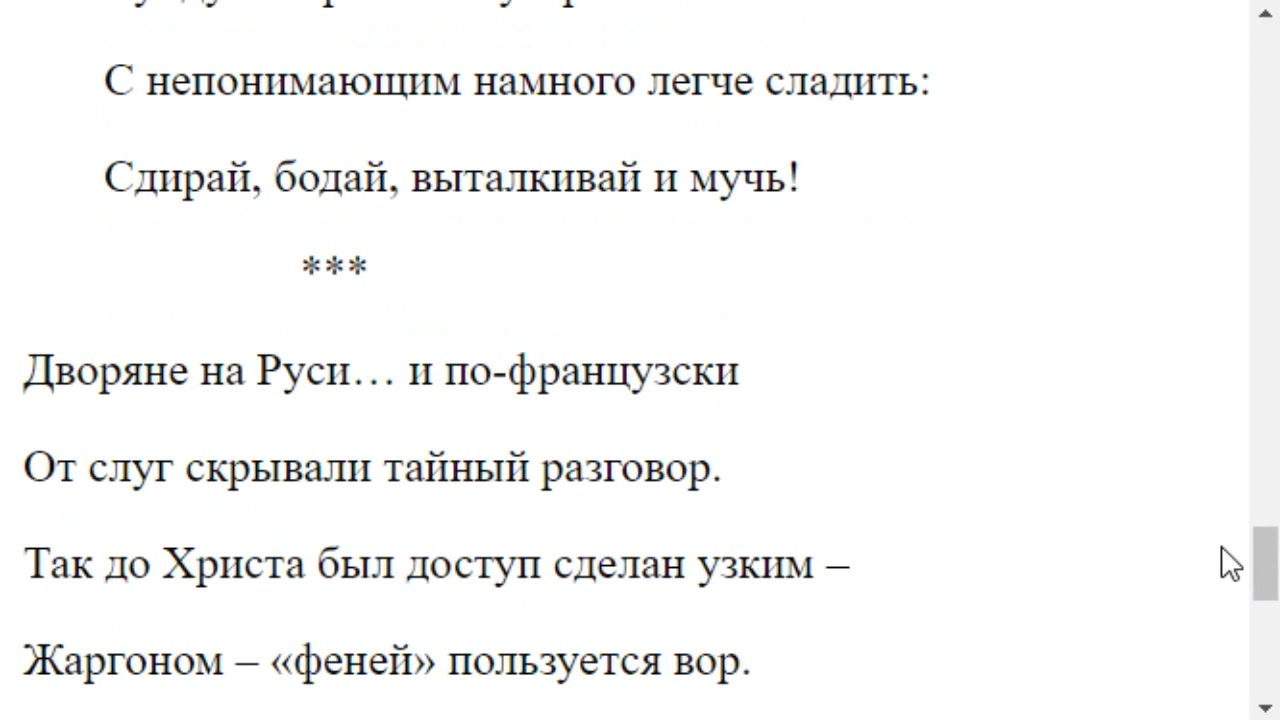 С непонимающим намного легче сладить:
Сдирай, бодай, выталкивай и мучь!
***
Дворяне на Руси… и по-французски
От слуг скрывали тайный разговор.
Так до Христа был доступ сделан узким –
Жаргоном – «феней» пользуется вор.